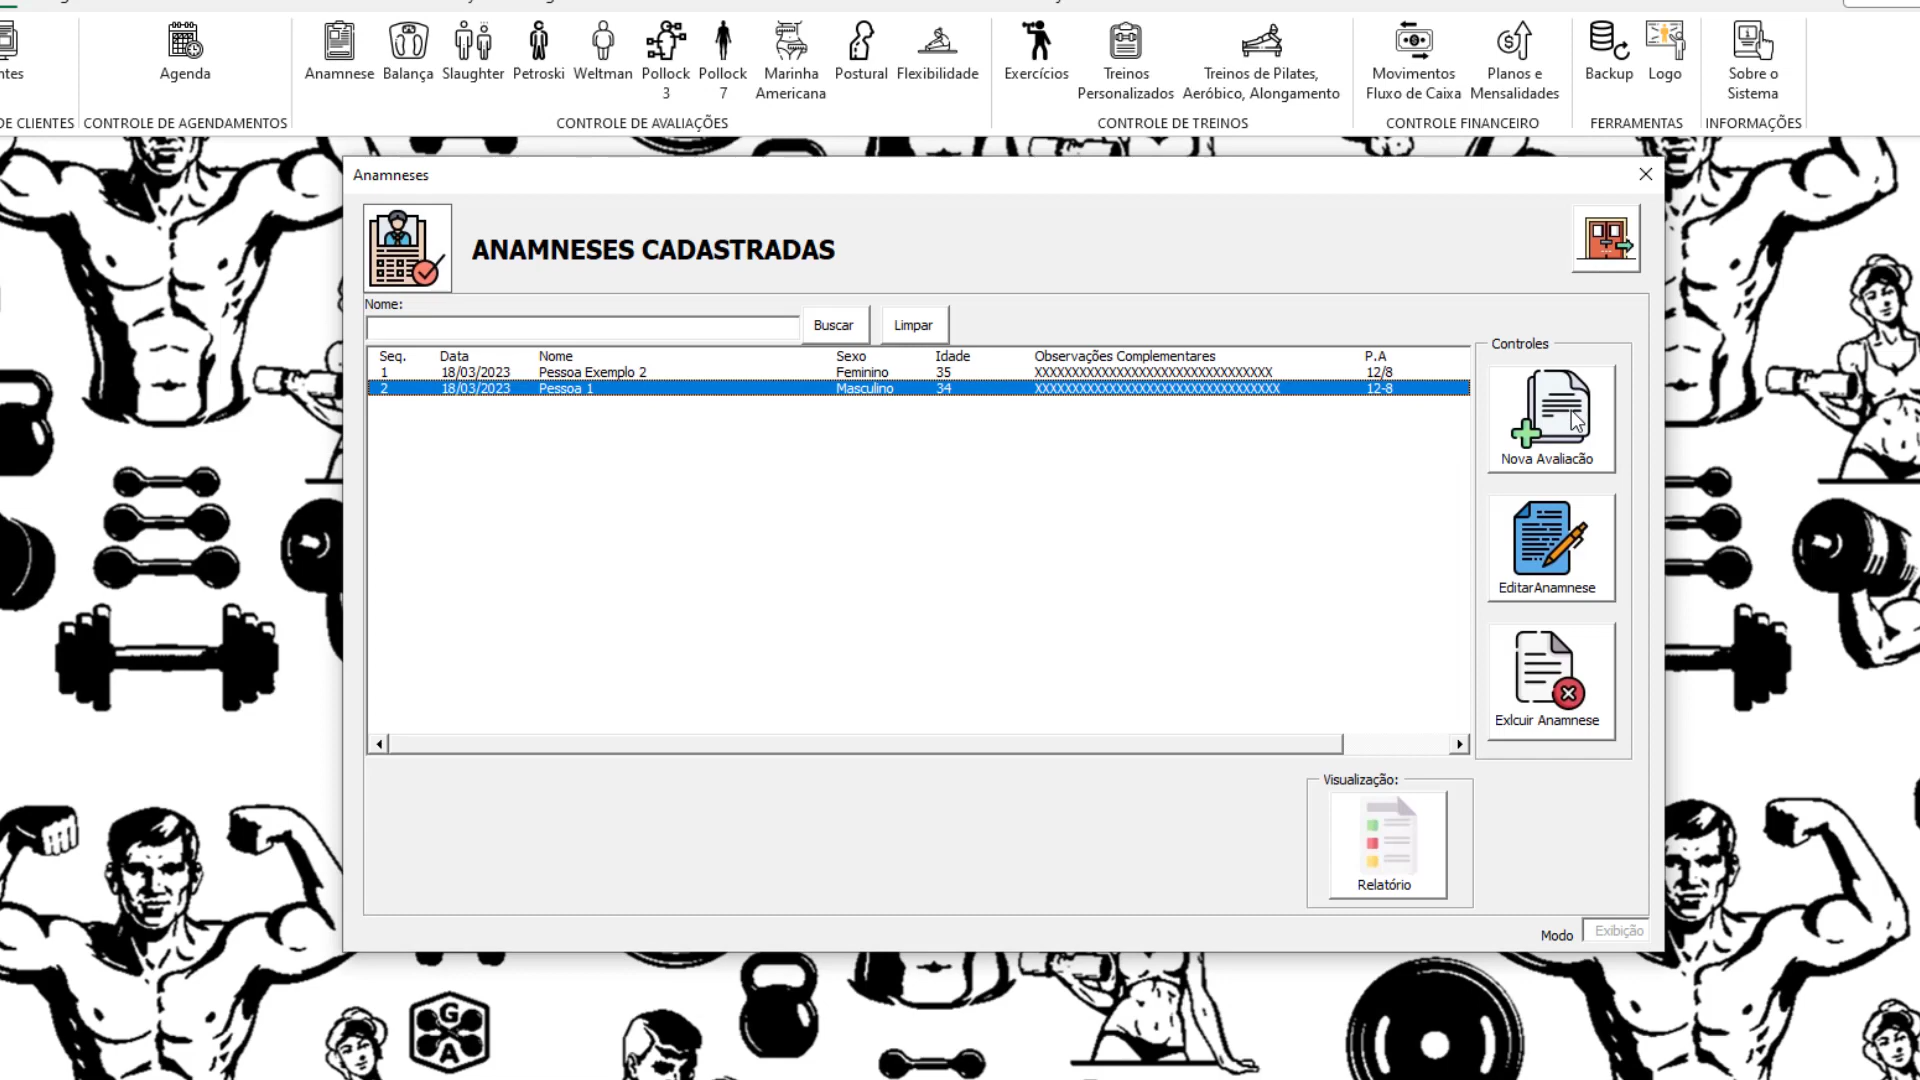 ntes
Agenda
Anamnese
Balança
Slaughter
Petroski
Weltman
Pollock
3
Pollock
7
Marinha
Americana
Postural
Flexibilidade
Exercícios
Treinos
Personalizados
Treinos de Pilates,
Aeróbico, Alongamento
Movimentos
Fluxo de Caixa
Planos e
Mensalidades
Backup
Logo
Sobre o
Sistema
DE CLIENTES
CONTROLE DE AGENDAMENTOS
CONTROLE DE AVALIAÇÕES
CONTROLE DE TREINOS
CONTROLE FINANCEIRO
FERRAMENTAS
INFORMAÇÕES
Anamneses
ANAMNESES CADASTRADAS
Nome:
Buscar
Limpar
Seq. Data Nome Sexo Idade Observações Complementares P.A
1 18/03/2023 Pessoa Exemplo 2 Feminino 35 XXXXXXXXXXXXXXXXXXXXXXXXXXXXXXX 12/8
2 18/03/2023 Pessoa 1 Masculino 34 XXXXXXXXXXXXXXXXXXXXXXXXXXXXXXXX 12-8
Controles
Nova Avaliacão
EditarAnamnese
Exlcuir Anamnese
Visualização:
Relatório
Modo Exibição
G
A